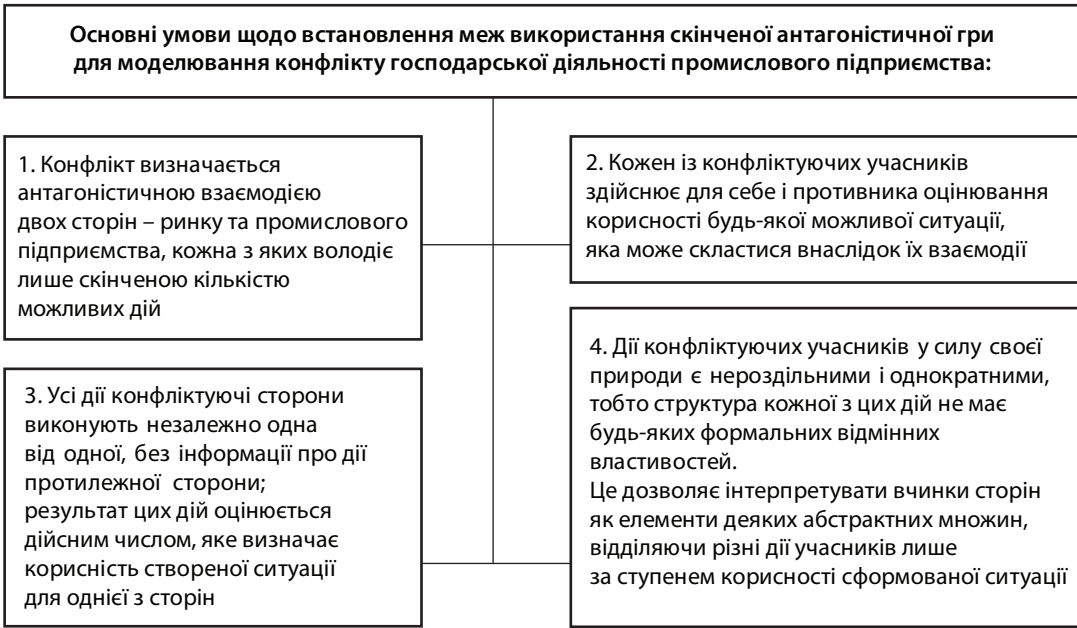 Основні умови щодо встановлення меж використання скінченої антагоністичної гри
для моделювання конфлікту господарської діяльності промислового підприємства:
1. Конфлікт визначається
антагоністичною взаємодією
двох сторін – ринку та промислового
підприємства, кожна з яких володіє
лише скінченою кількістю
можливих дій
2. Кожен із конфліктуючих учасників
здійснює для себе і противника оцінювання
корисності будь-якої можливої ситуації,
яка може скластися внаслідок їх взаємодії
3. Усі дії конфліктуючі сторони
виконують незалежно одна
від одної, без інформації про дії
протилежної сторони;
результат цих дій оцінюється
дійсним числом, яке визначає
корисність створеної ситуації
для однієї з сторін
4. Дії конфліктуючих учасників у силу своєї
природи є нероздільними і однократними,
тобто структура кожної з цих дій не має
будь-яких формальних відмінних
властивостей.
Це дозволяє інтерпретувати вчинки сторін
як елементи деяких абстрактних множин,
відділяючи різні дії учасників лише
за ступенем корисності сформованої ситуації